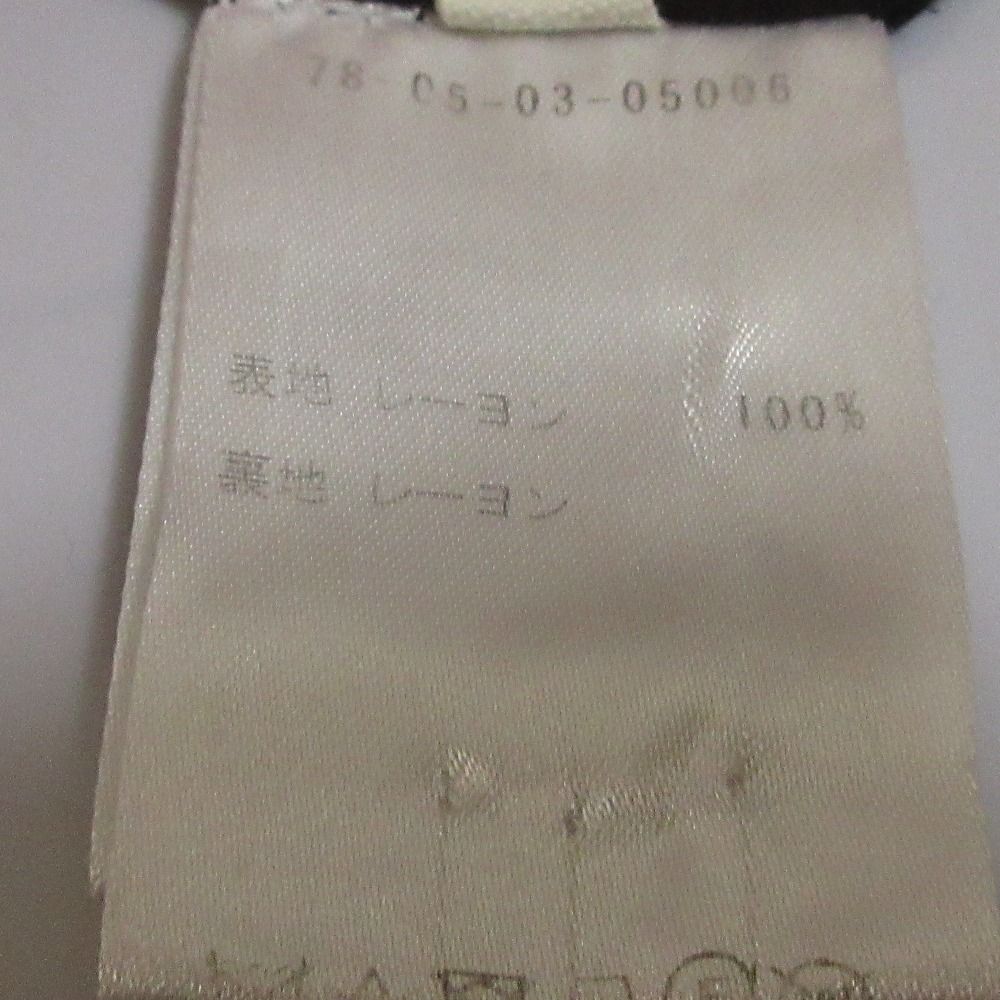 78-05-03-05006
表地 レーヨン 100%
裏地 レーヨン